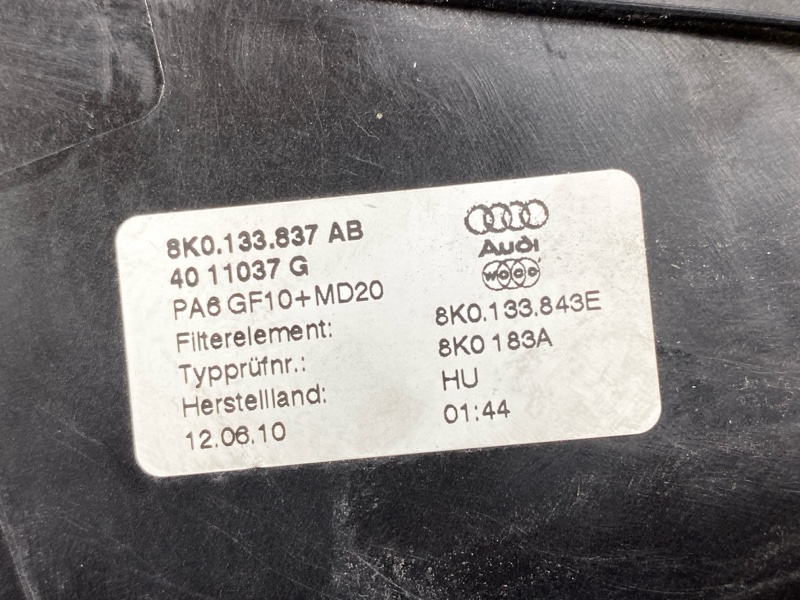 8K0.133.837 AB
40 11037 G
Audi
woco
PA6 GF10+MD20
Filterelement: 8K0.133.843E
Typprüfnr.: 8K0 183A
Herstellland: HU
12.06.10 01:44